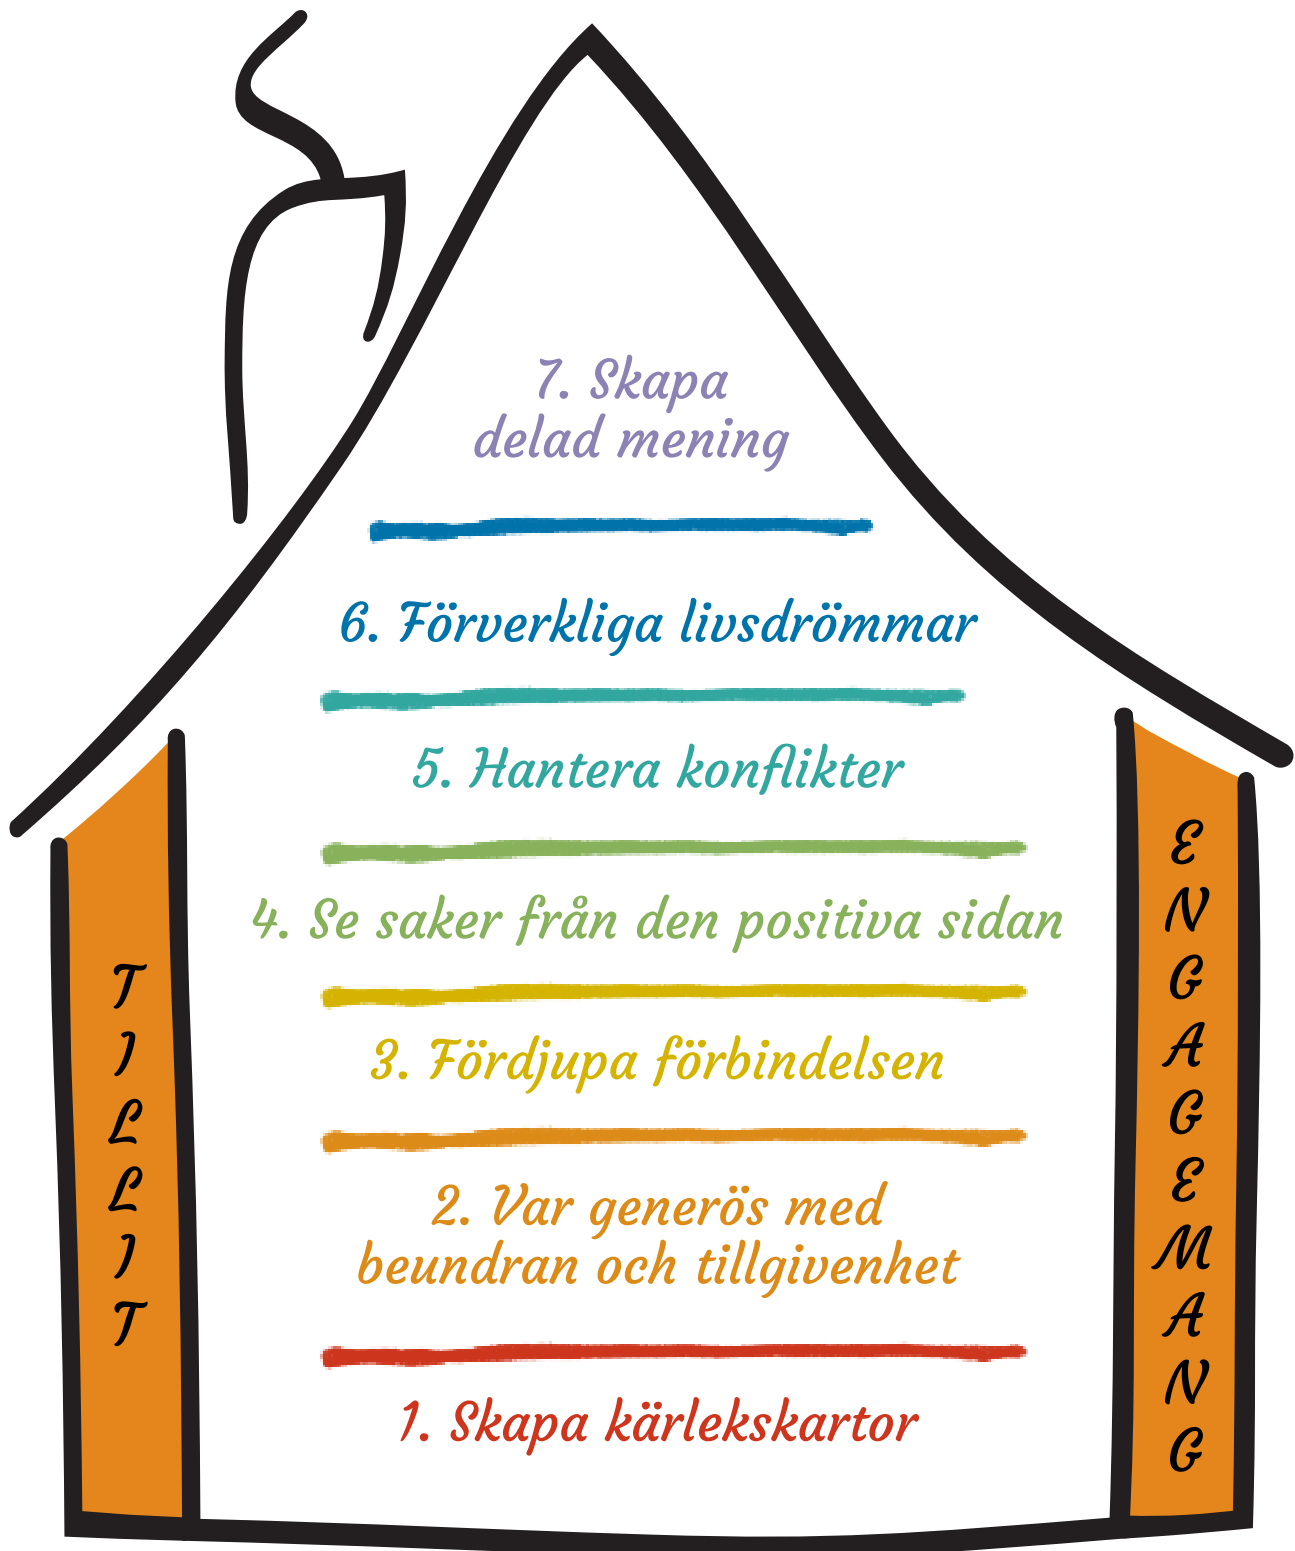 7. Skapa
delad mening
6. Förverkliga livsdrömmar
5. Hantera konflikter
4. Se saker från den positiva sidan
3. Fördjupa förbindelsen
2. Var generös med
beundran och tillgivenhet
1. Skapa kärlekskartor
TILLIT
ENGAGEMANG